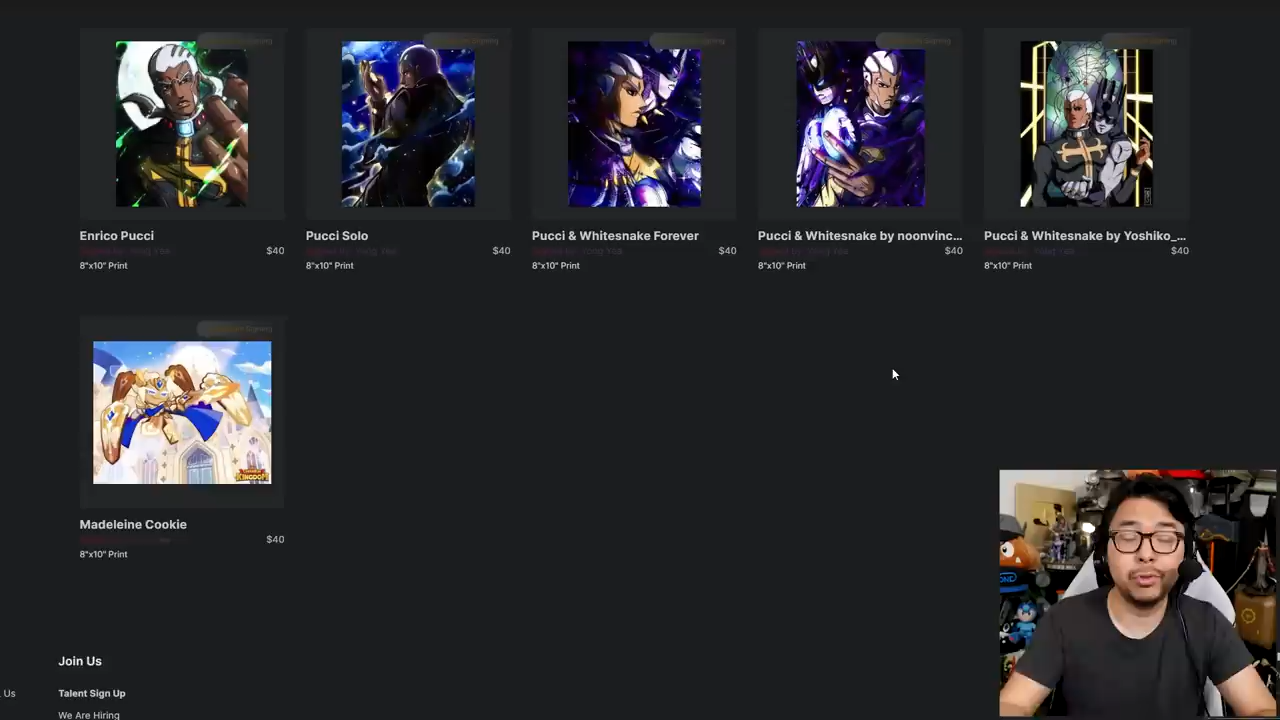 Enrico Pucci
$40
8"x10" Print
Pucci Solo
$40
8"x10" Print
Pucci & Whitesnake Forever
$40
8"x10" Print
Pucci & Whitesnake by noonvinc...
$40
8"x10" Print
Pucci & Whitesnake by Yoshiko_...
$40
8"x10" Print
KINGDOM
Madeleine Cookie
$40
8"x10" Print
Join Us
Us
Talent Sign Up
We Are Hiring